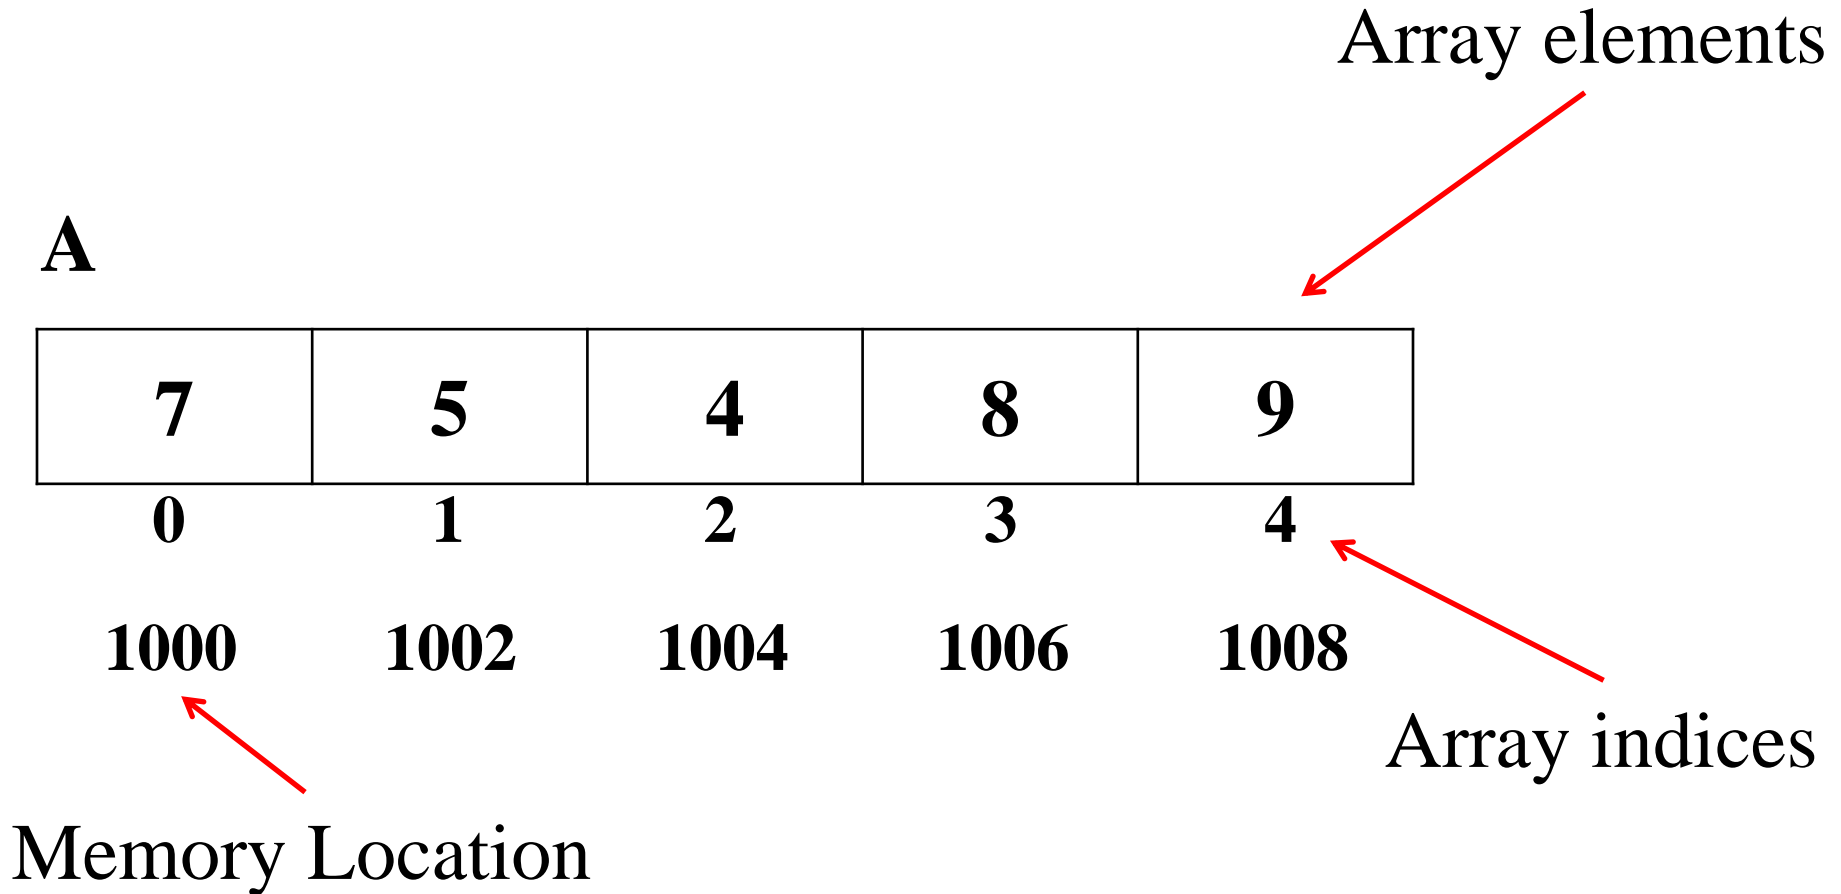 Array elements
A
7 5 4 8 9
0 1 2 3 4
1000 1002 1004 1006 1008
Array indices
Memory Location